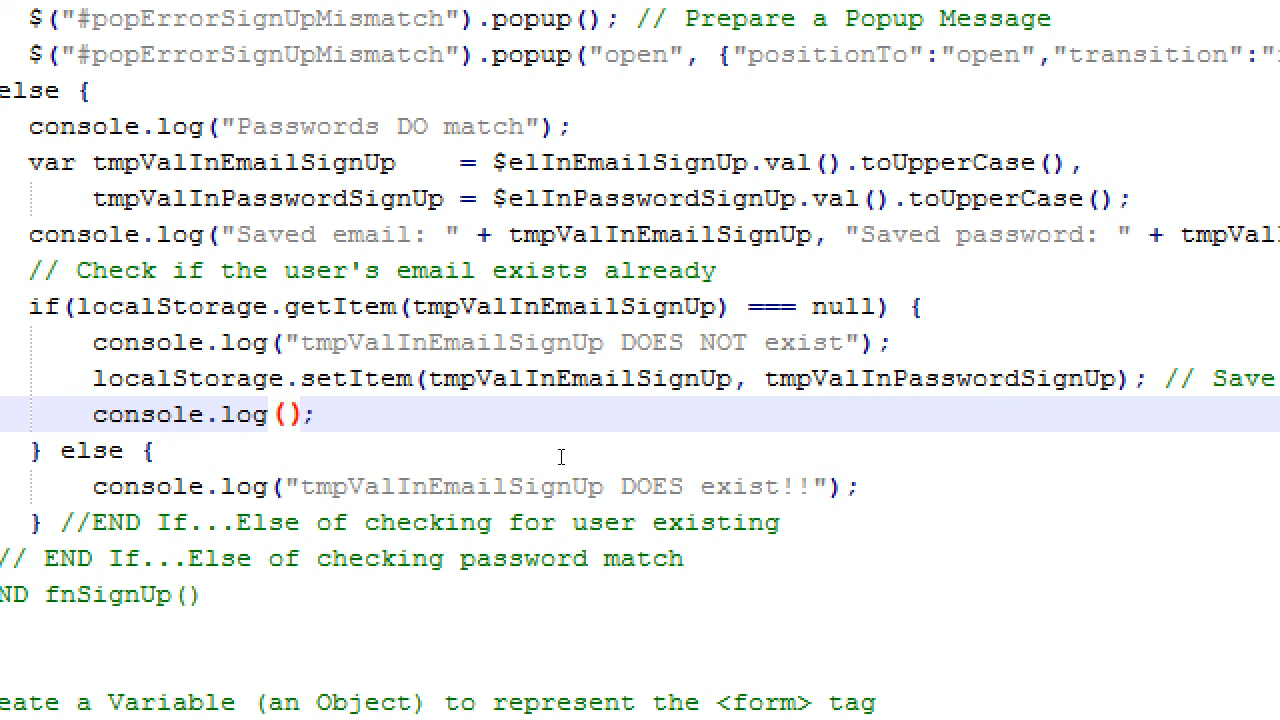 $("#popErrorSignUpMismatch").popup(); // Prepare a Popup Message
$("#popErrorSignUpMismatch").popup("open", {"positionTo":"open","transition":"
else {
console.log("Passwords DO match");
var tmpValInEmailSignUp    = $elInEmailSignUp.val().toUpperCase(),
tmpValInPasswordSignUp = $elInPasswordSignUp.val().toUpperCase();
console.log("Saved email: " + tmpValInEmailSignUp, "Saved password: " + tmpVal
// Check if the user's email exists already
if(localStorage.getItem(tmpValInEmailSignUp) === null) {
console.log("tmpValInEmailSignUp DOES NOT exist");
localStorage.setItem(tmpValInEmailSignUp, tmpValInPasswordSignUp); // Save
console.log();
} else {
console.log("tmpValInEmailSignUp DOES exist!!");
} //END If...Else of checking for user existing
// END If...Else of checking password match
ND fnSignUp()
eate a Variable (an Object) to represent the <form> tag